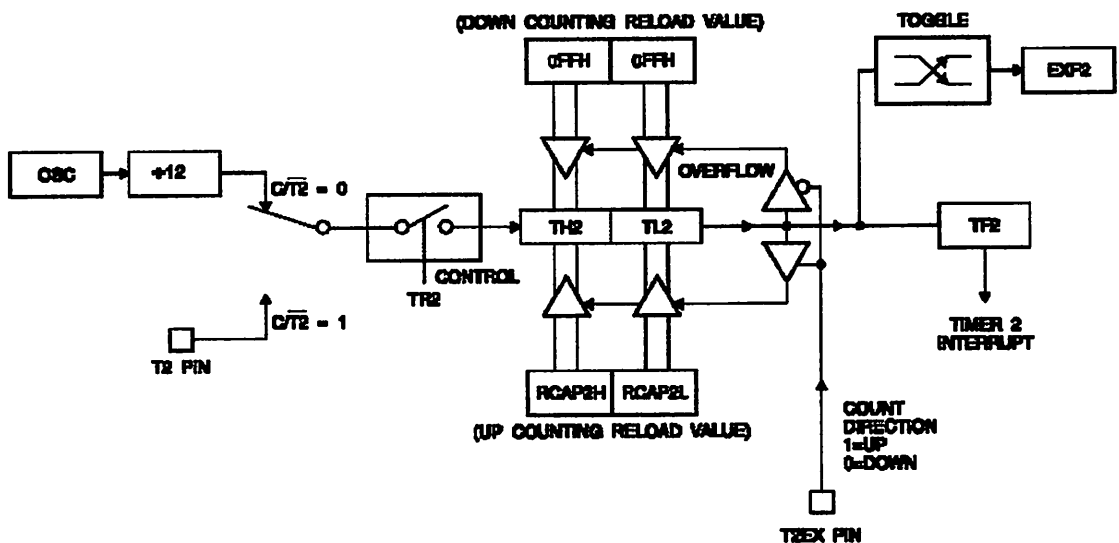 (DOWN COUNTING RELOAD VALUE)
TOGGLE
0FFH
0FFH
EXF2
OSC
÷12
C/T2 = 0
OVERFLOW
TH2
TL2
TF2
CONTROL
TR2
C/T2 = 1
T2 PIN
TIMER 2
INTERRUPT
RCAP2H
RCAP2L
(UP COUNTING RELOAD VALUE)
COUNT
DIRECTION
1=UP
0=DOWN
T2EX PIN